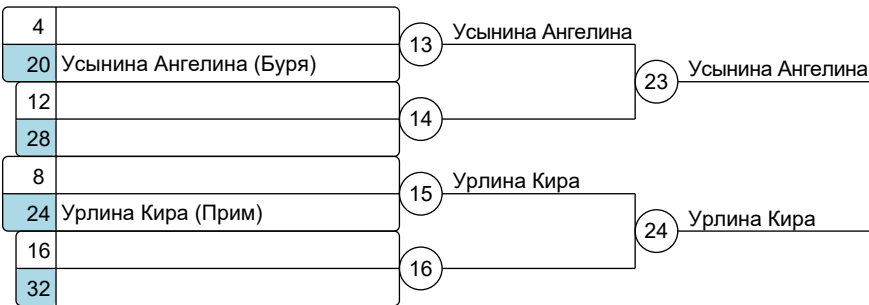 4
13 Усынина Ангелина
20 Усынина Ангелина (Буря)
23 Усынина Ангелина
12
14
28
8
15 Урлина Кира
24 Урлина Кира (Прим)
24 Урлина Кира
16
16
32